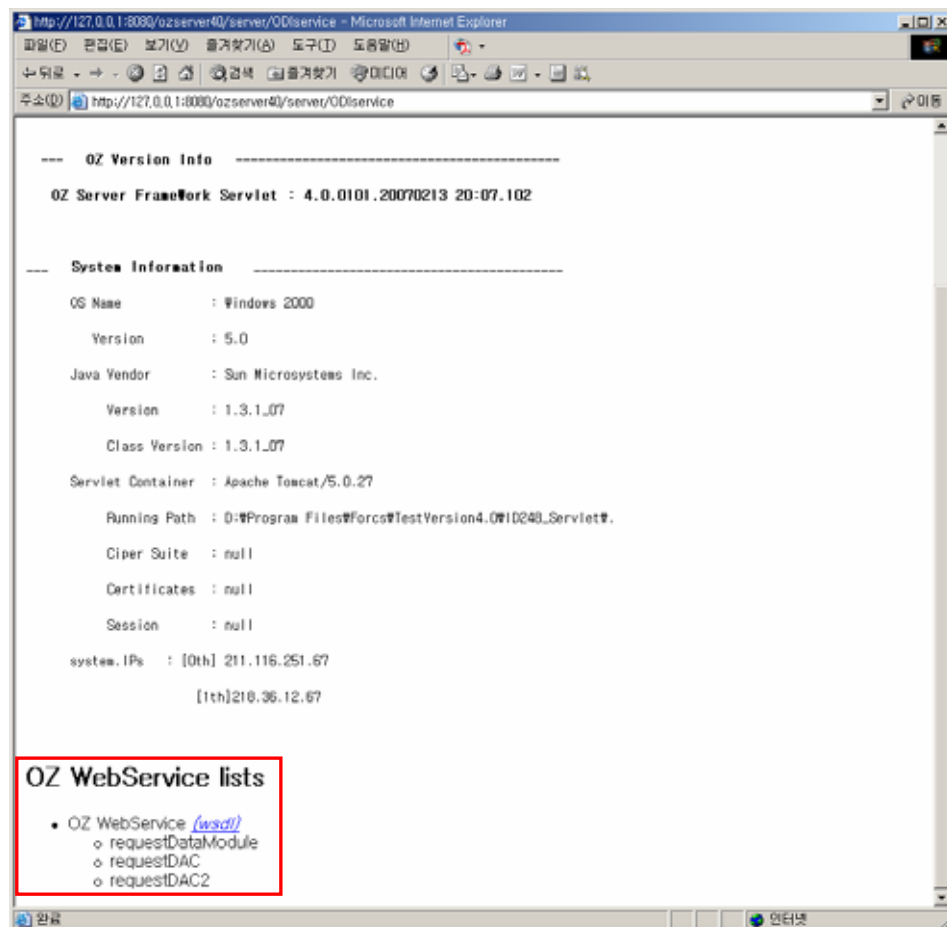 http://127.0.0.1:8080/ozserver40/server/ODIservice - Microsoft Internet Explorer
파일(F) 편집(E) 보기(V) 즐겨찾기(A) 도구(T) 도움말(H)
뒤로 검색 즐겨찾기 미디어
주소(D) http://127.0.0.1:8080/ozserver40/server/ODIservice 이동
--- OZ Version Info --------------------------------------------
OZ Server Frame₩ork Servlet : 4.0.0101.20070213 20:07.102
___ System Information __________________________________________
OS Name : ₩indows 2000
Version : 5.0
Java Vendor : Sun Microsystems Inc.
Version : 1.3.1_07
Class Version : 1.3.1_07
Servlet Container : Apache Tomcat/5.0.27
Running Path : D:₩Program Files₩Forcs₩TestVersion4.0₩ID248_Servlet₩.
Ciper Suite : null
Certificates : null
Session : null
system.IPs : [0th] 211.116.251.67
[1th]218.36.12.67
OZ WebService lists
• OZ WebService (wsdl)
o requestDataModule
o requestDAC
o requestDAC2
완료 인터넷